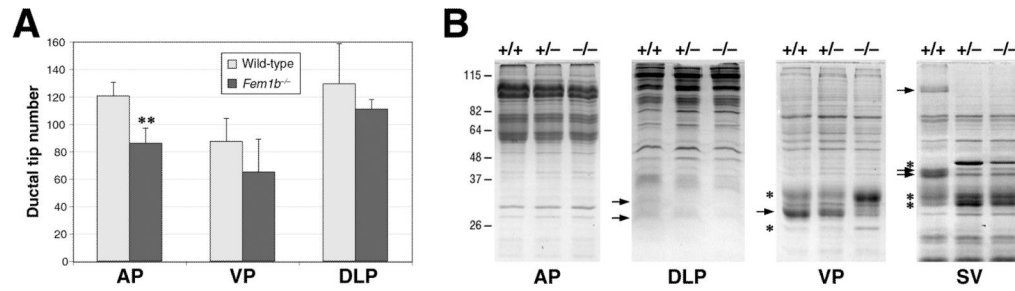 A
Ductal tip number
160
140
120
100
80
60
40
20
0
Wild-type
Fem1b–/–
**
AP VP DLP
B
+/+ +/– –/– +/+ +/– –/– +/+ +/– –/– +/+ +/– –/–
115
82
64
48
37
26
*
*
*
*
*
AP DLP VP SV